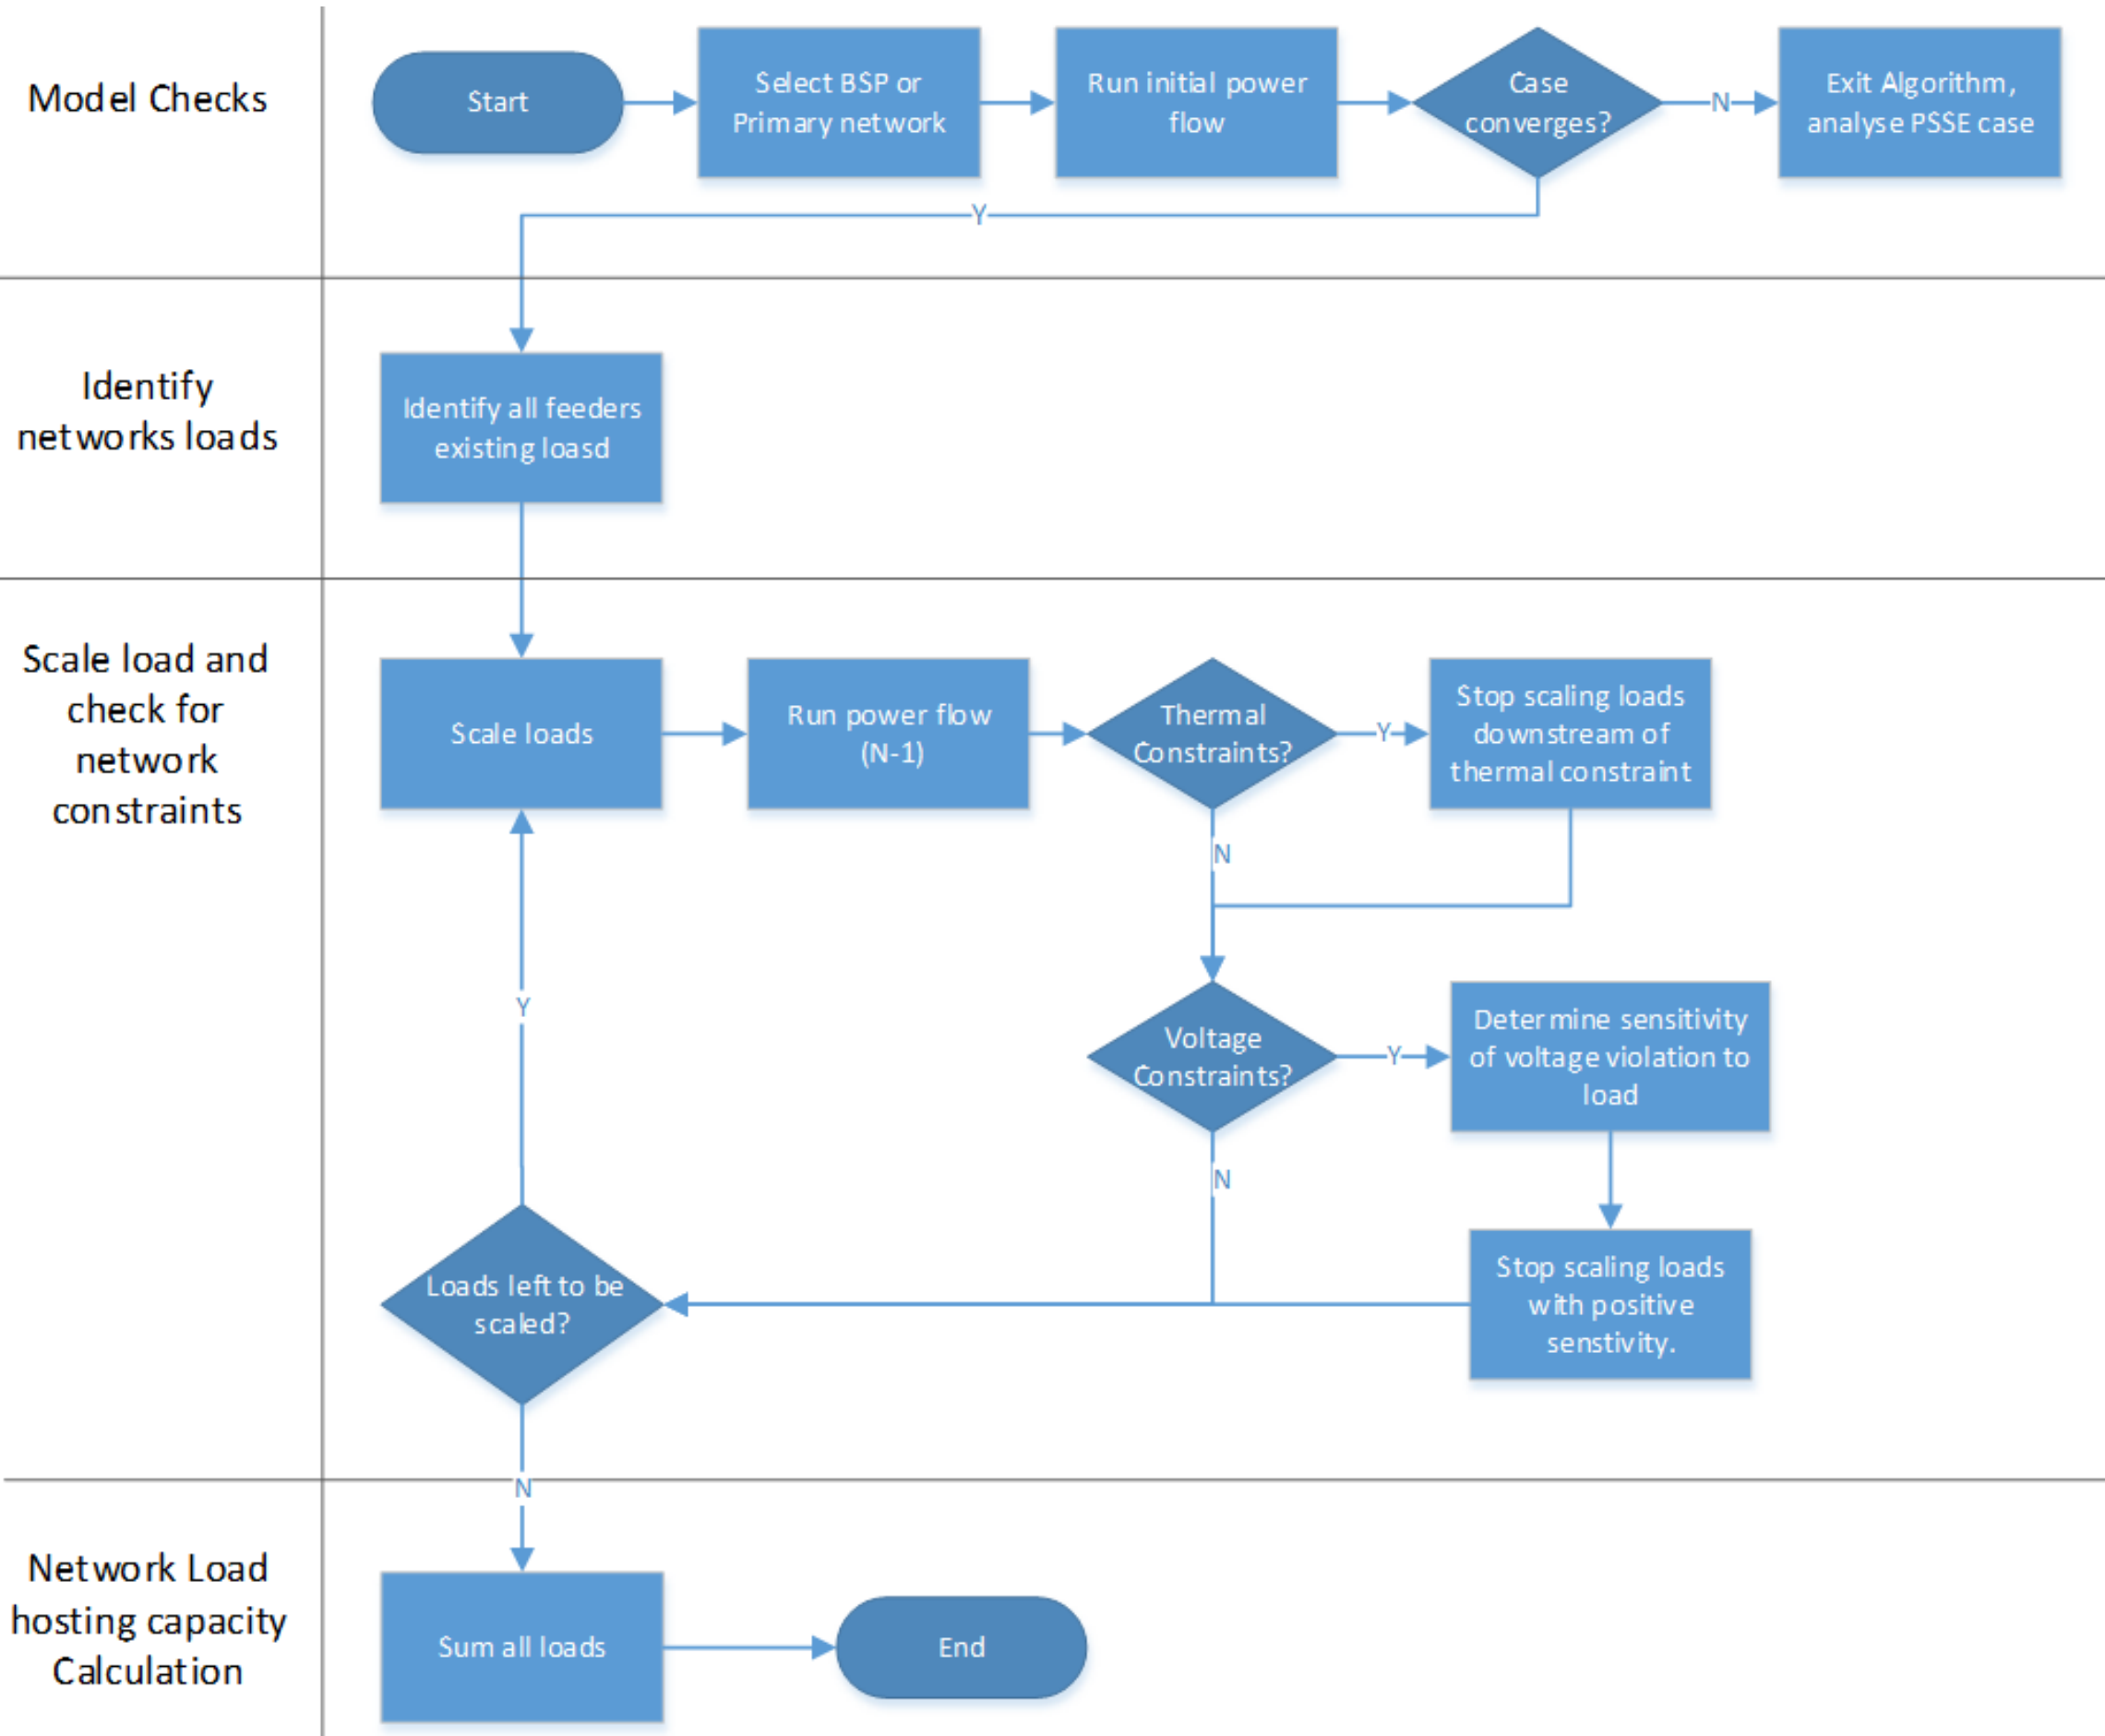 Model Checks
Start
Select BSP or
Primary network
Run initial power
flow
Case
converges?
N
Exit Algorithm,
analyse PSSE case
Y
Identify
networks loads
Identify all feeders
existing loasd
Scale load and
check for
network
constraints
Scale loads
Run power flow
(N-1)
Thermal
Constraints?
Y
Stop scaling loads
downstream of
thermal constraint
N
Y
Voltage
Constraints?
Y
Determine sensitivity
of voltage violation to
load
N
Loads left to be
scaled?
Stop scaling loads
with positive
senstivity.
N
Network Load
hosting capacity
Calculation
Sum all loads
End